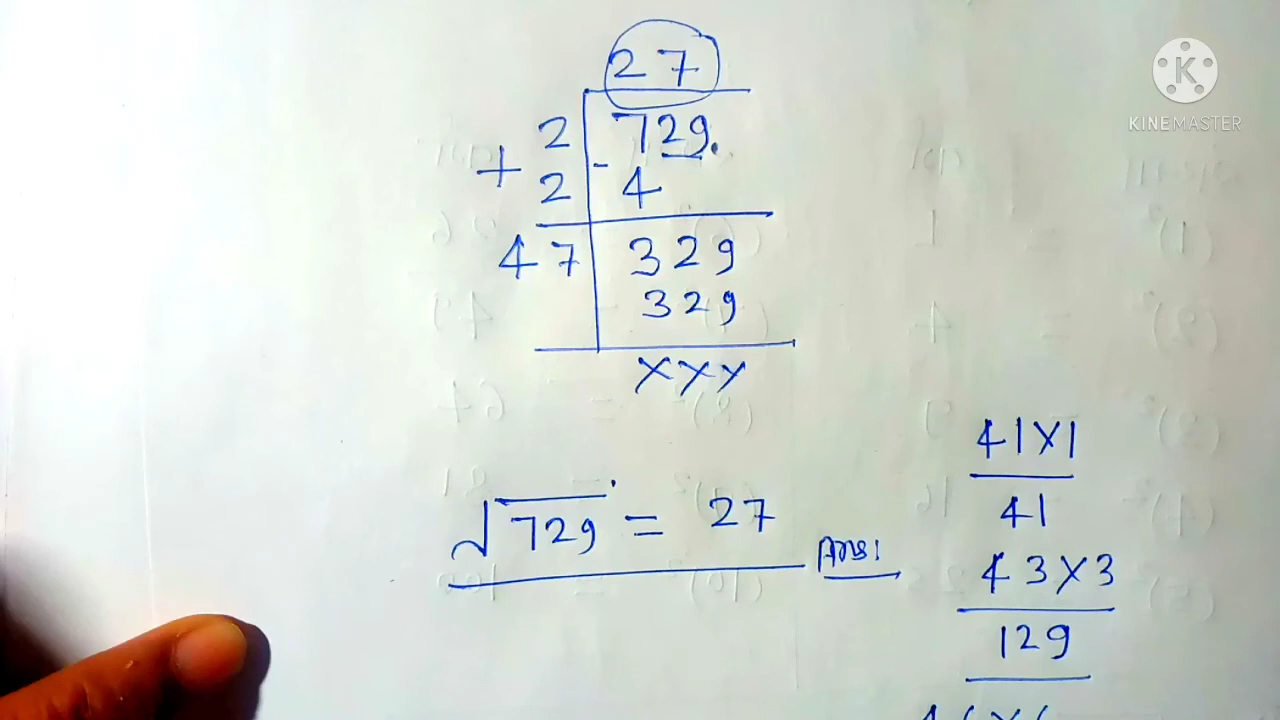 27
2 729.
+ - 
2 4
47 329
329
XXX
√729 = 27
Ans:
41X1
41
43X3
129
KINEMASTER